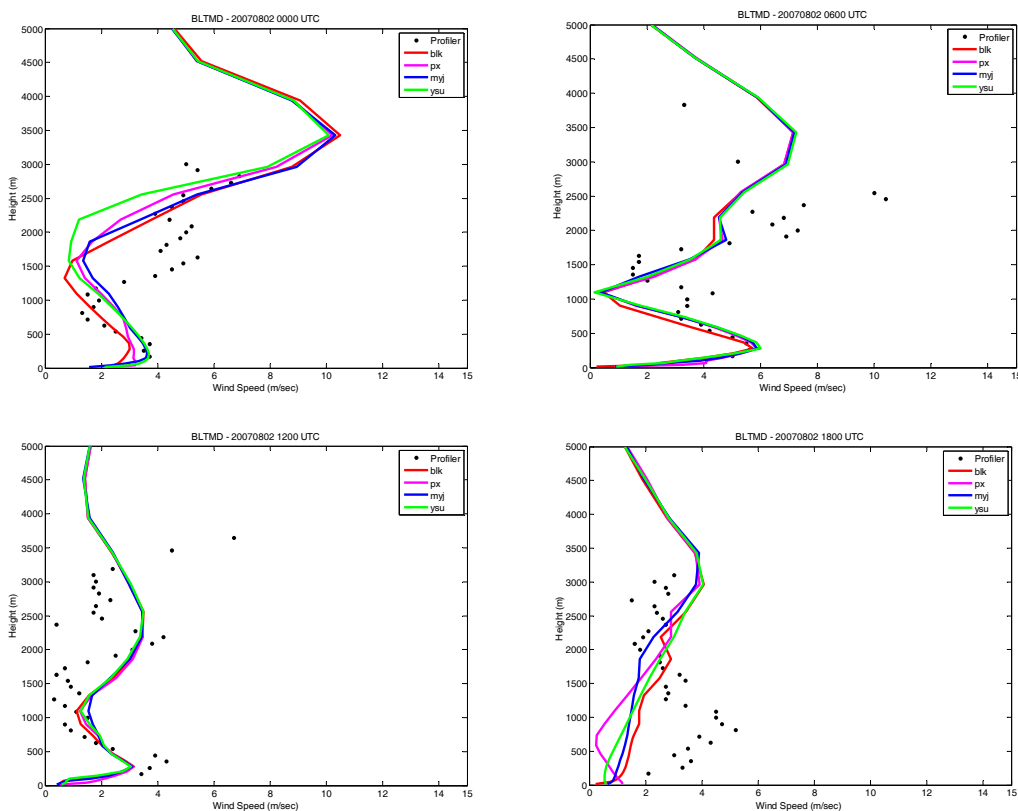 BLTMD - 20070802 0000 UTC
5000
4500
4000
3500
3000
2500
2000
1500
1000
500
0
Height (m)
0 2 4 6 8 10 12 15
Wind Speed (m/sec)
Profiler
blk
px
myj
ysu
BLTMD - 20070802 0600 UTC
5000
4500
4000
3500
3000
2500
2000
1500
1000
500
0
Height (m)
0 2 4 6 8 10 12 15
Wind Speed (m/sec)
Profiler
blk
px
myj
ysu
BLTMD - 20070802 1200 UTC
5000
4500
4000
3500
3000
2500
2000
1500
1000
500
0
Height (m)
0 2 4 6 8 10 12 15
Wind Speed (m/sec)
Profiler
blk
px
myj
ysu
BLTMD - 20070802 1800 UTC
5000
4500
4000
3500
3000
2500
2000
1500
1000
500
0
Height (m)
0 2 4 6 8 10 12 15
Wind Speed (m/sec)
Profiler
blk
px
myj
ysu